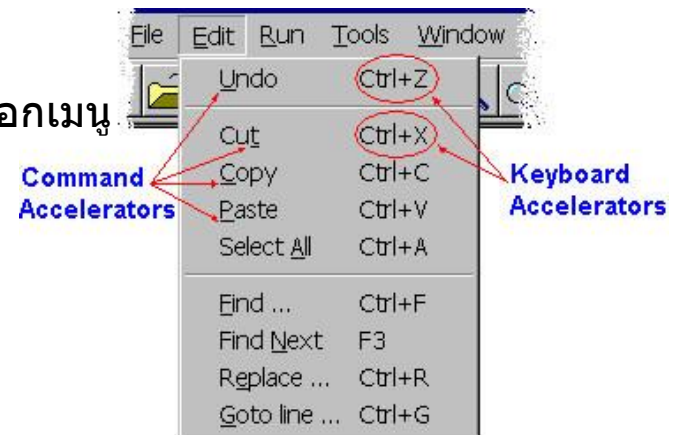 File Edit Run Tools Window
Undo Ctrl+Z
อกเมนู
Cut Ctrl+X
Command Accelerators
Copy Ctrl+C
Keyboard Accelerators
Paste Ctrl+V
Select All Ctrl+A
Find ... Ctrl+F
Find Next F3
Replace ... Ctrl+R
Goto line ... Ctrl+G